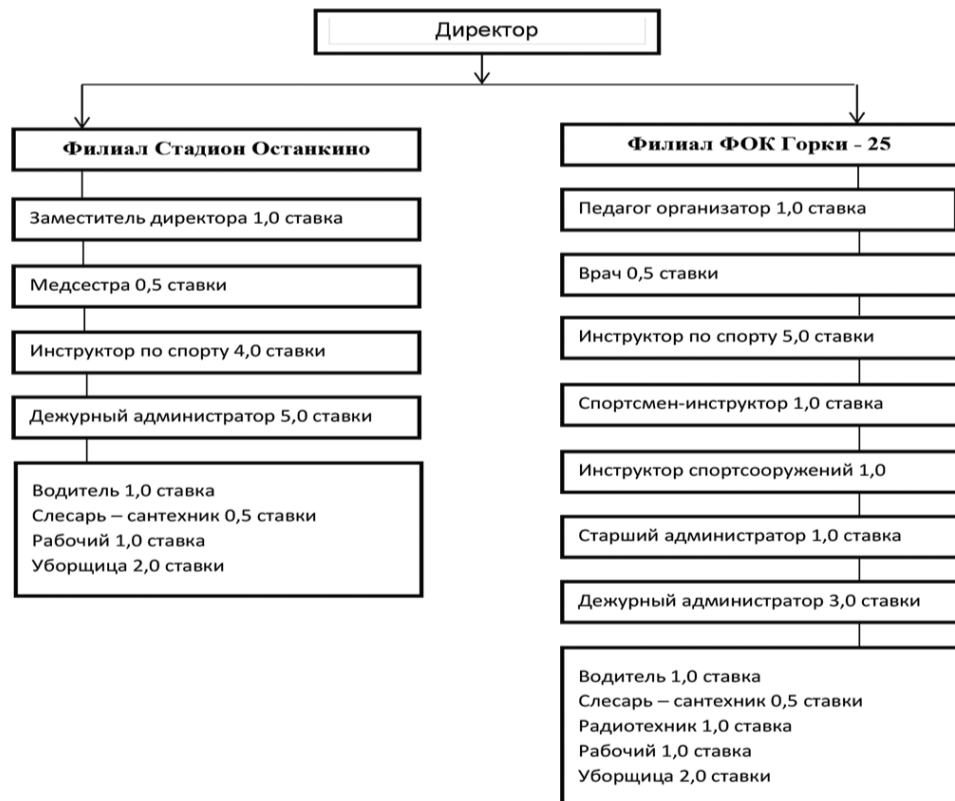 Директор
Филиал Стадион Останкино
Заместитель директора 1,0 ставка
Медсестра 0,5 ставки
Инструктор по спорту 4,0 ставки
Дежурный администратор 5,0 ставки
Водитель 1,0 ставка
Слесарь – сантехник 0,5 ставки
Рабочий 1,0 ставка
Уборщица 2,0 ставки
Филиал ФОК Горки - 25
Педагог организатор 1,0 ставка
Врач 0,5 ставки
Инструктор по спорту 5,0 ставки
Спортсмен-инструктор 1,0 ставка
Инструктор спортсооружений 1,0
Старший администратор 1,0 ставка
Дежурный администратор 3,0 ставки
Водитель 1,0 ставка
Слесарь – сантехник 0,5 ставки
Радиотехник 1,0 ставка
Рабочий 1,0 ставка
Уборщица 2,0 ставки